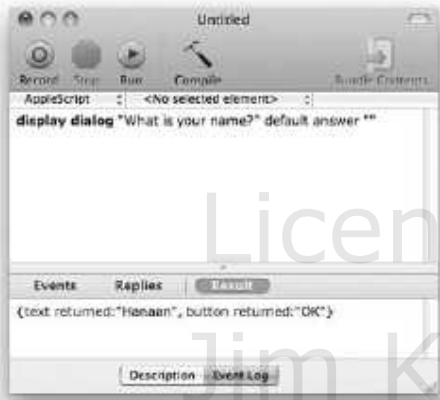 Untitled
Record Stop Run Compile Bundle Contents
AppleScript <No selected element>
display dialog "What is your name?" default answer ""
Licen
Events Replies Result
{text returned:"Hanaan", button returned:"OK"}
Jim K
Description Event Log